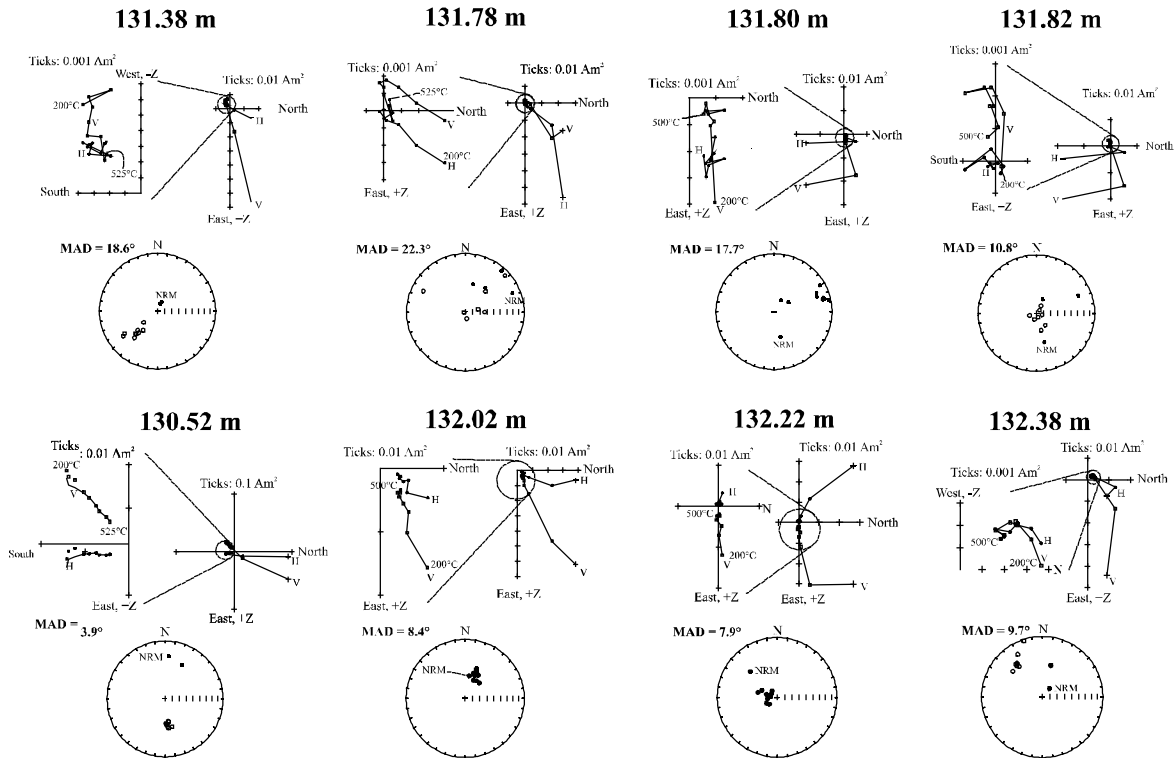 131.38 m
Ticks: 0.001 Am²
West, –Z
200°C
V
H
525°C
South
Ticks: 0.01 Am²
North
H
V
East, –Z
MAD = 18.6°
N
NRM
131.78 m
Ticks: 0.001 Am²
525°C
North
V
200°C
H
East, +Z
Ticks: 0.01 Am²
North
V
H
East, +Z
MAD = 22.3°
N
NRM
131.80 m
Ticks: 0.001 Am²
North
500°C
H
200°C
V
East, +Z
Ticks: 0.01 Am²
North
H
V
East, +Z
MAD = 17.7°
N
NRM
131.82 m
Ticks: 0.001 Am²
500°C
V
South
H
200°C
East, –Z
Ticks: 0.01 Am²
North
H
V
East, +Z
MAD = 10.8°
N
NRM
130.52 m
Ticks
: 0.01 Am²
200°C
V
525°C
South
H
East, –Z
Ticks: 0.1 Am²
North
H
V
East, +Z
MAD =
3.9°
N
NRM
132.02 m
Ticks: 0.01 Am²
North
500°C
H
200°C
V
East, +Z
Ticks: 0.01 Am²
North
H
V
East, +Z
MAD = 8.4°
N
NRM
132.22 m
Ticks: 0.01 Am²
H
N
500°C
200°C
V
East, +Z
Ticks: 0.01 Am²
H
North
V
East, +Z
MAD = 7.9°
N
NRM
132.38 m
Ticks: 0.001 Am²
West, –Z
500°C
H
200°C
V
N
Ticks: 0.01 Am²
North
H
V
East, –Z
MAD = 9.7°
N
NRM